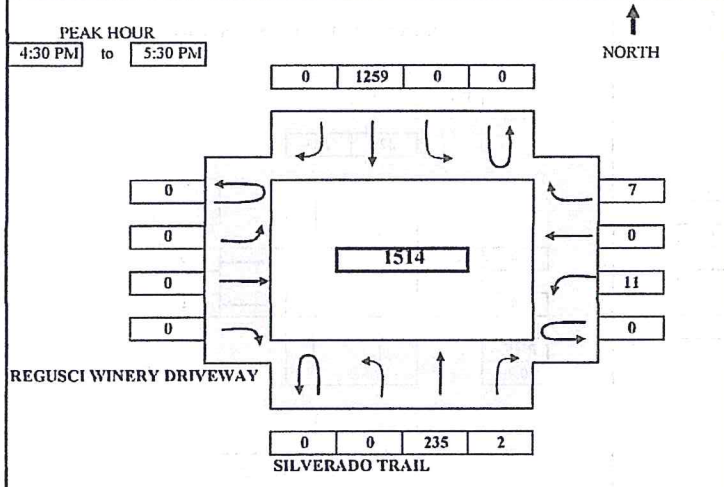 PEAK HOUR
4:30 PM to 5:30 PM
NORTH
0 1259 0 0
0 7
0 0
1514
0 11
0 0
REGUSCI WINERY DRIVEWAY
0 0 235 2
SILVERADO TRAIL